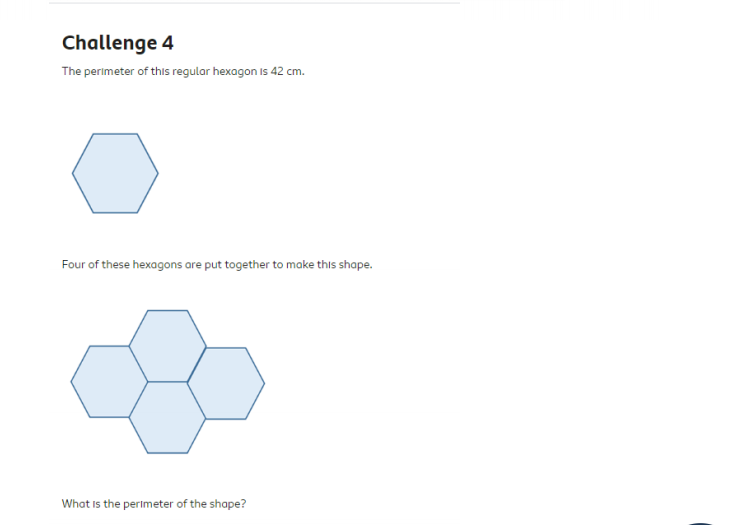 Challenge 4
The perimeter of this regular hexagon is 42 cm.
Four of these hexagons are put together to make this shape.
What is the perimeter of the shape?